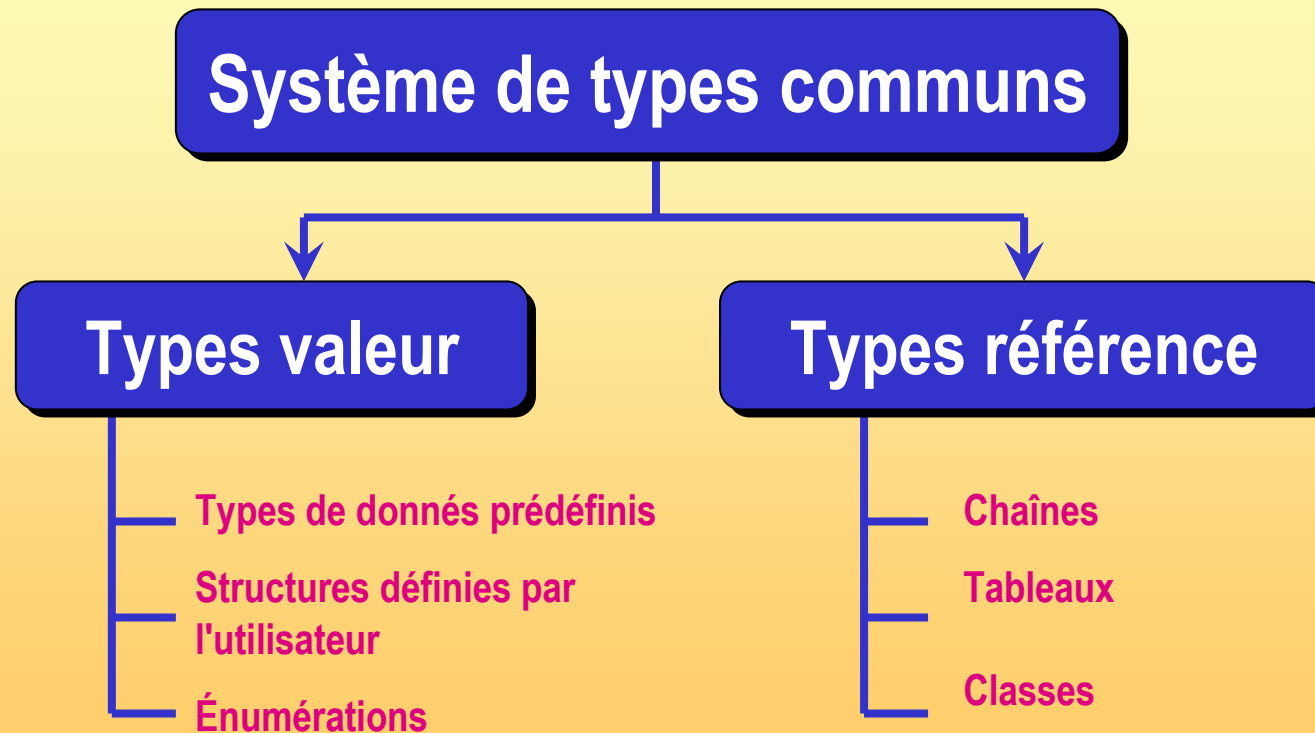 Système de types communs
Types valeur
Types de donnés prédéfinis
Structures définies par
l'utilisateur
Énumérations
Types référence
Chaînes
Tableaux
Classes